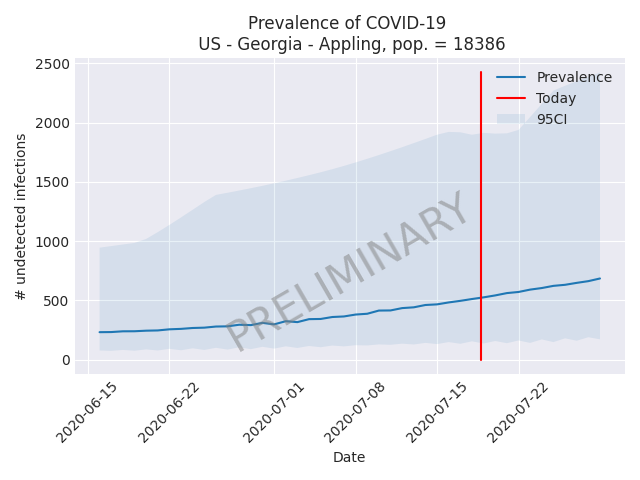 Prevalence of COVID-19
US - Georgia - Appling, pop. = 18386
2500
2000
1500
1000
500
0
# undetected infections
Prevalence
Today
95CI
PRELIMINARY
2020-06-15
2020-06-22
2020-07-01
2020-07-08
2020-07-15
2020-07-22
Date